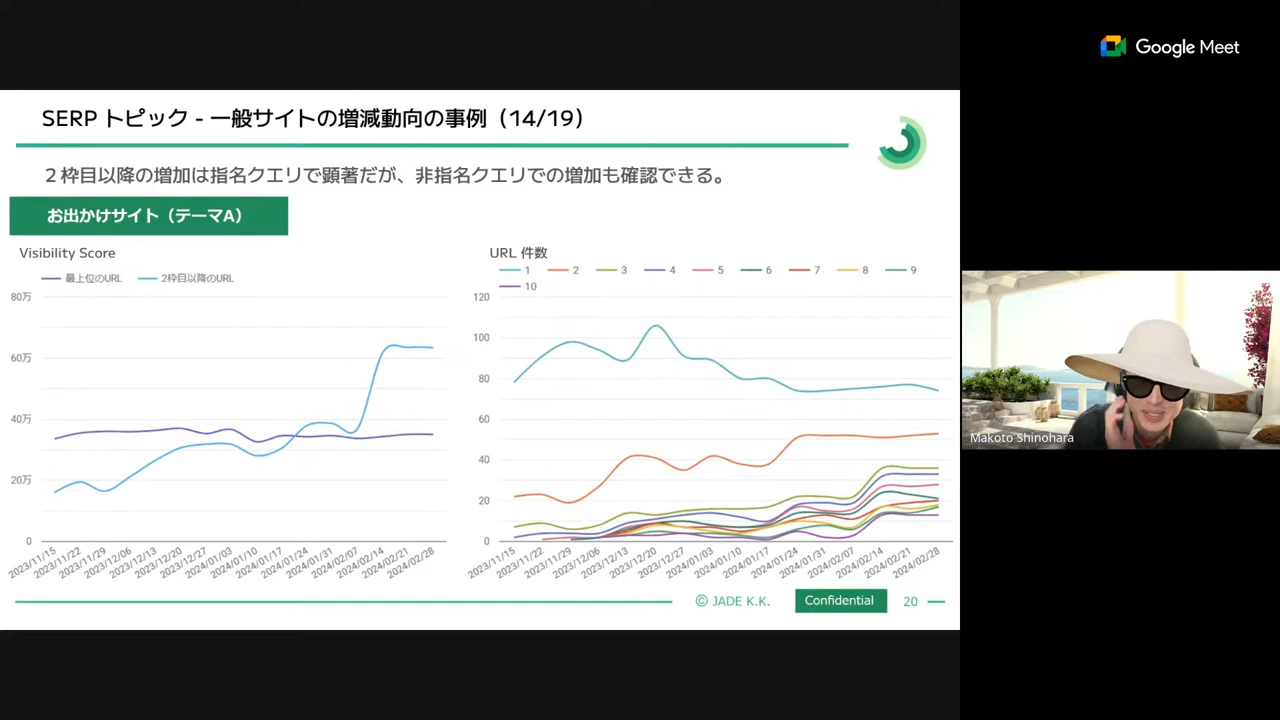 Google Meet
SERP トピック - 一般サイトの増減動向の事例（14/19）
２枠目以降の増加は指名クエリで顕著だが、非指名クエリでの増加も確認できる。
お出かけサイト（テーマA）
Visibility Score
最上位のURL 2枠目以降のURL
80万
60万
40万
20万
0
2023/11/15 2023/11/22 2023/11/29 2023/12/06 2023/12/13 2023/12/20 2023/12/27 2024/01/03 2024/01/10 2024/01/17 2024/01/24 2024/01/31 2024/02/07 2024/02/14 2024/02/21 2024/02/28
URL 件数
1 2 3 4 5 6 7 8 9
10
120
100
80
60
40
20
0
2023/11/15 2023/11/22 2023/11/29 2023/12/06 2023/12/13 2023/12/20 2023/12/27 2024/01/03 2024/01/10 2024/01/17 2024/01/24 2024/01/31 2024/02/07 2024/02/14 2024/02/21 2024/02/28
© JADE K.K. Confidential 20
Makoto Shinohara